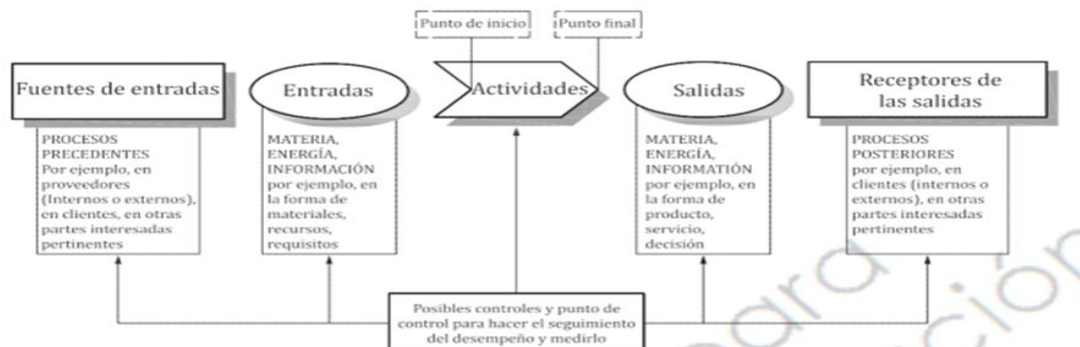 Punto de inicio
Punto final
Fuentes de entradas
Entradas
Actividades
Salidas
Receptores de
las salidas
PROCESOS
PRECEDENTES
Por ejemplo, en
proveedores
(Internos o externos),
en clientes, en otras
partes interesadas
pertinentes
MATERIA,
ENERGÍA,
INFORMACIÓN
por ejemplo, en
la forma de
materiales,
recursos,
requisitos
MATERIA,
ENERGÍA,
INFORMATIÓN
por ejemplo, en
la forma de
producto,
servicio,
decisión
PROCESOS
POSTERIORES
por ejemplo, en
clientes (internos o
externos), en otras
partes interesadas
pertinentes
Posibles controles y punto de
control para hacer el seguimiento
del desempeño y medirlo
para